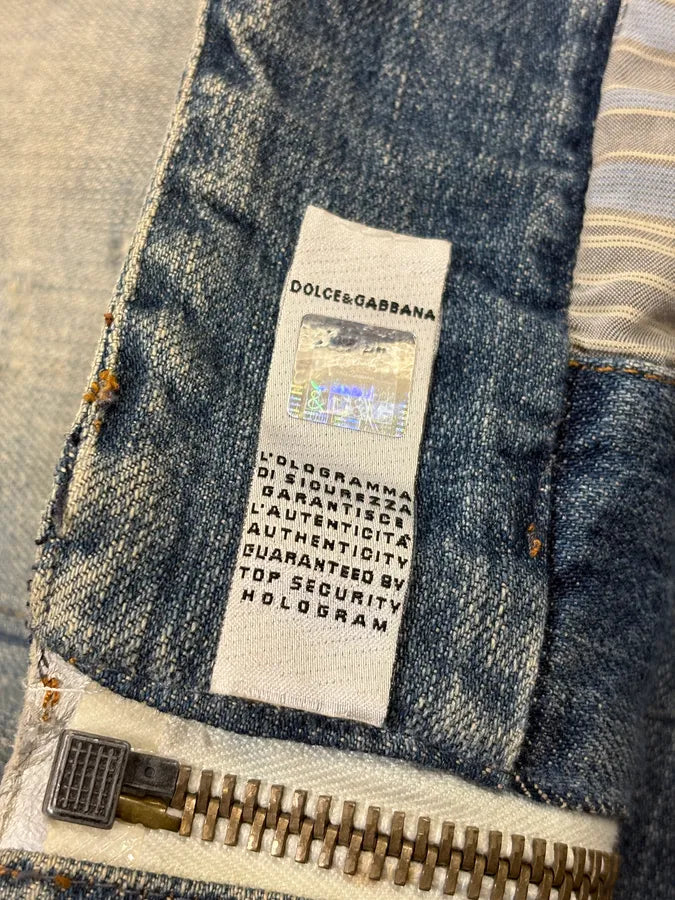 DOLCE&GABBANA
L'OLOGRAMMA
DI SICUREZZA
GARANTISCE
L'AUTENTICITÀ
AUTHENTICITY
GUARANTEED BY
TOP SECURITY
HOLOGRAM